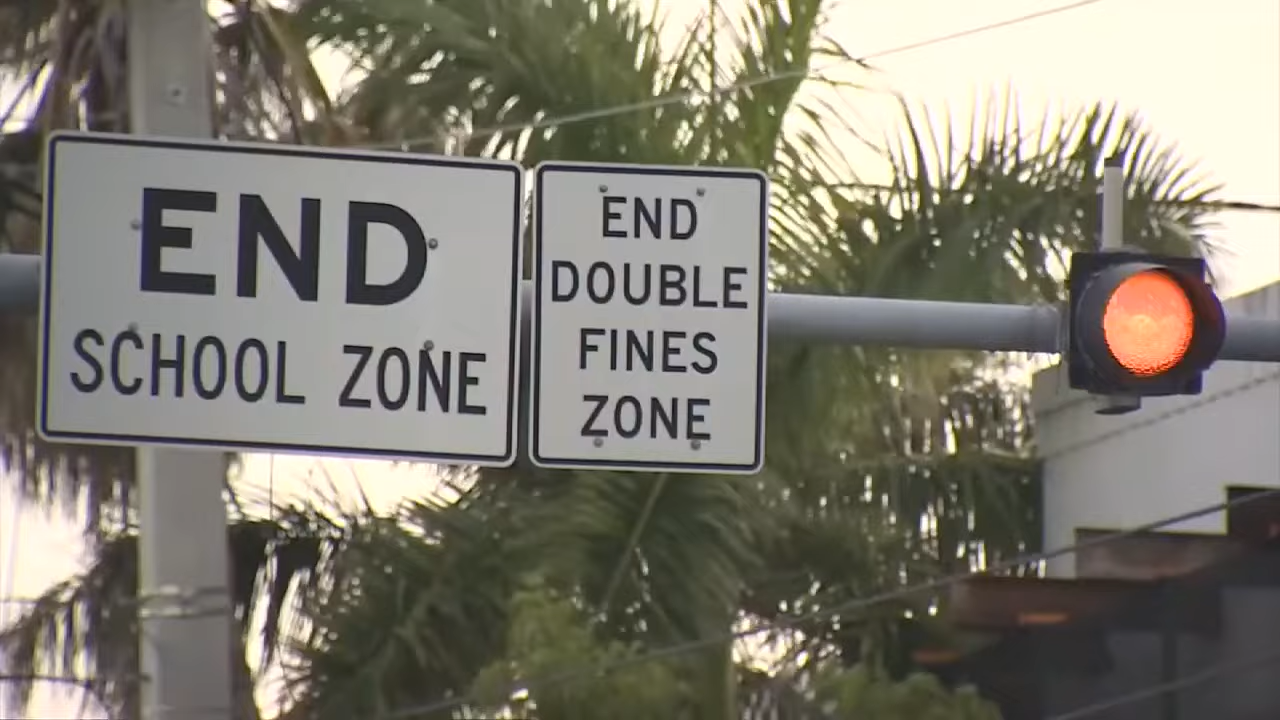 END
SCHOOL ZONE
END
DOUBLE
FINES
ZONE